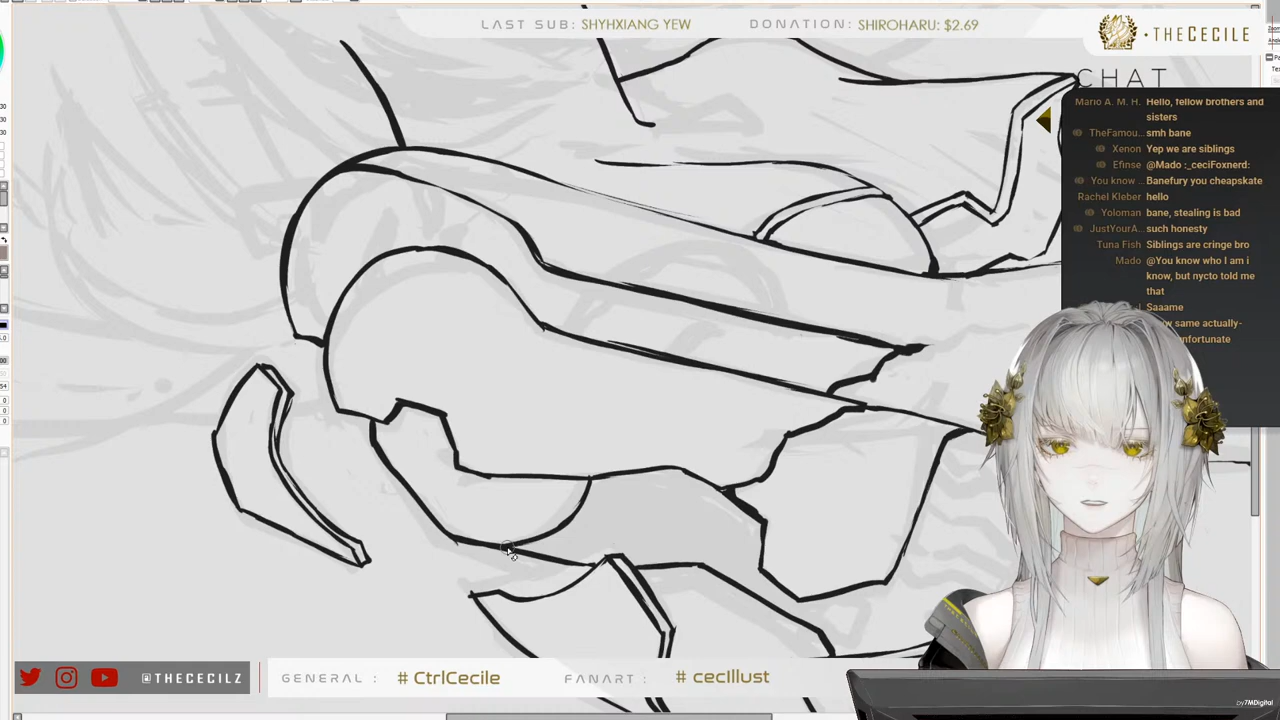 LAST SUB: SHYHXIANG YEW
DONATION: SHIROHARU: $2.69
·THECECILE
CHAT
Mario A. M. H. Hello, fellow brothers and
sisters
TheFamou... smh bane
Xenon Yep we are siblings
Efinse @Mado :_ceciFoxnerd:
You know ... Banefury you cheapskate
Rachel Kleber hello
Yoloman bane, stealing is bad
JustYourA... such honesty
Tuna Fish Siblings are cringe bro
Mado @You know who I am i
know, but nycto told me
that
Saaame
same actually-
@THECECILZ
GENERAL : # CtrlCecile
FANART : # cecIllust
by7MDigital